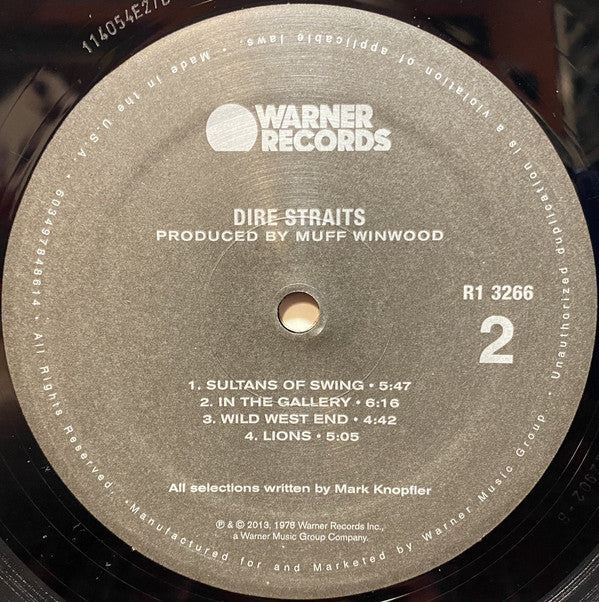 114054E2
WARNER
RECORDS
DIRE STRAITS
PRODUCED BY MUFF WINWOOD
R1 3266
2
1. SULTANS OF SWING • 5:47
2. IN THE GALLERY • 6:16
3. WILD WEST END • 4:42
4. LIONS • 5:05
All selections written by Mark Knopfler
℗ & © 2013, 1978 Warner Records Inc.,
a Warner Music Group Company.
•Manufactured for and Marketed by Warner Music Group. • Unauthorized duplication is a violation of applicable laws. • Made in the U.S.A. • 603497848614 • All Rights Reserved.